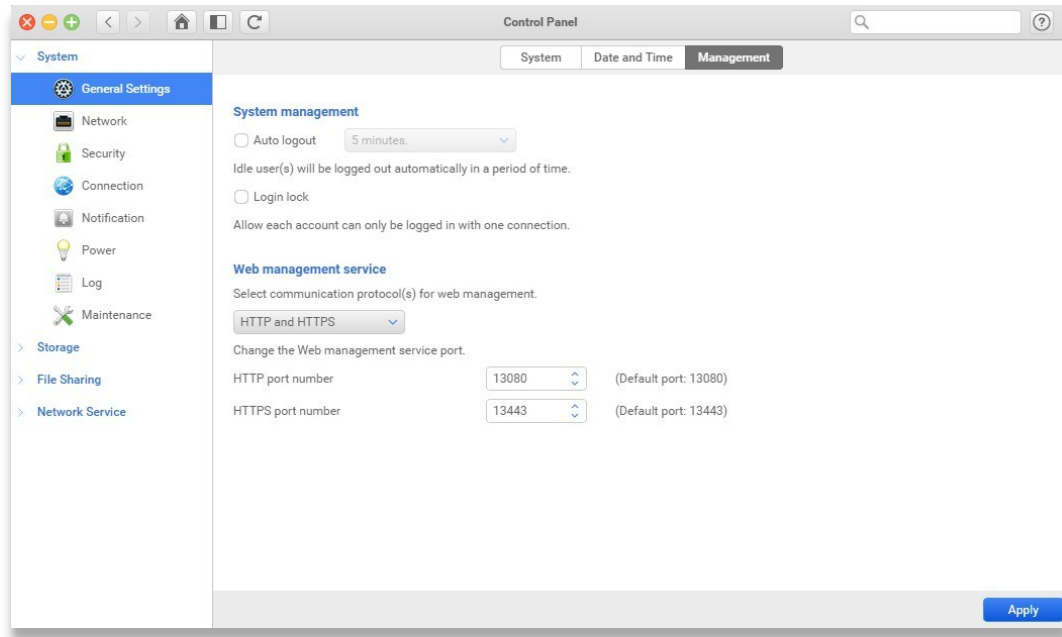 Control Panel
System
General Settings
Network
Security
Connection
Notification
Power
Log
Maintenance
Storage
File Sharing
Network Service
System Date and Time Management
System management
Auto logout 5 minutes.
Idle user(s) will be logged out automatically in a period of time.
Login lock
Allow each account can only be logged in with one connection.
Web management service
Select communication protocol(s) for web management.
HTTP and HTTPS
Change the Web management service port.
HTTP port number 13080 (Default port: 13080)
HTTPS port number 13443 (Default port: 13443)
Apply